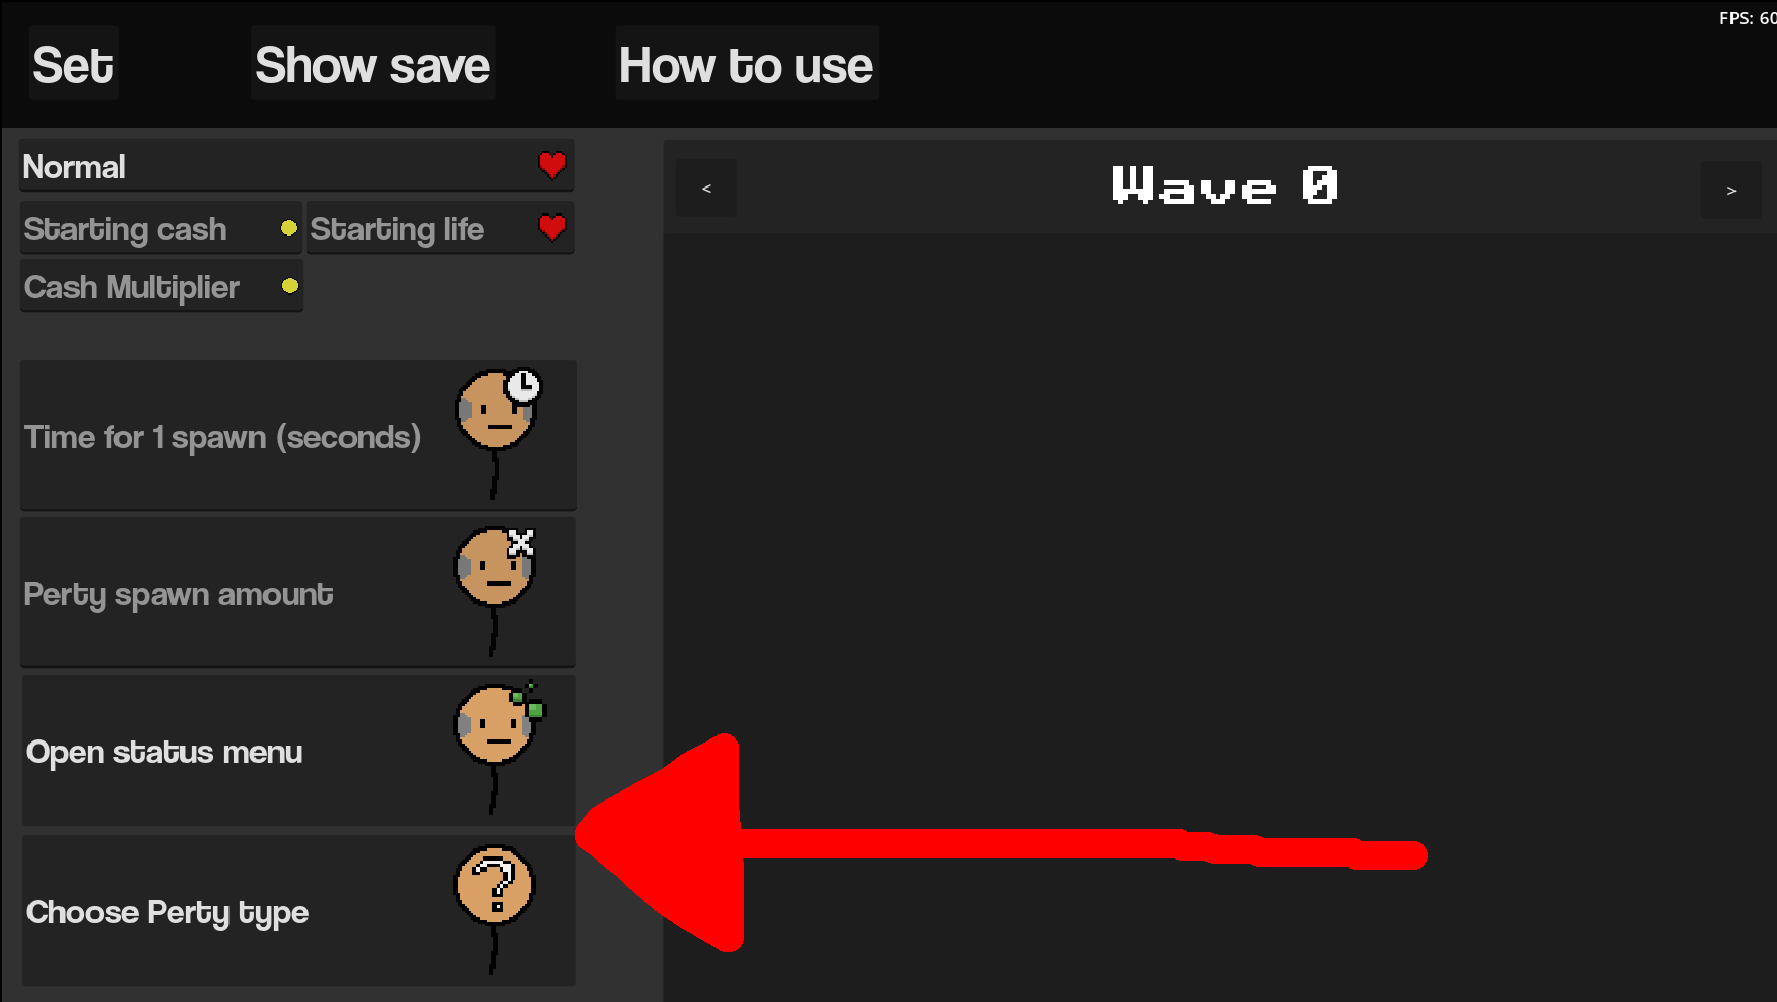 FPS: 60
Set
Show save
How to use
Normal
Starting cash
Starting life
Cash Multiplier
< Wave 0 >
Time for 1 spawn (seconds)
Perty spawn amount
Open status menu
Choose Perty type
?